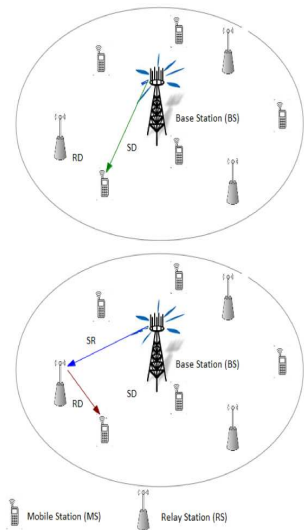 Base Station (BS)
SD
RD
SR
Base Station (BS)
RD
SD
Mobile Station (MS)
Relay Station (RS)